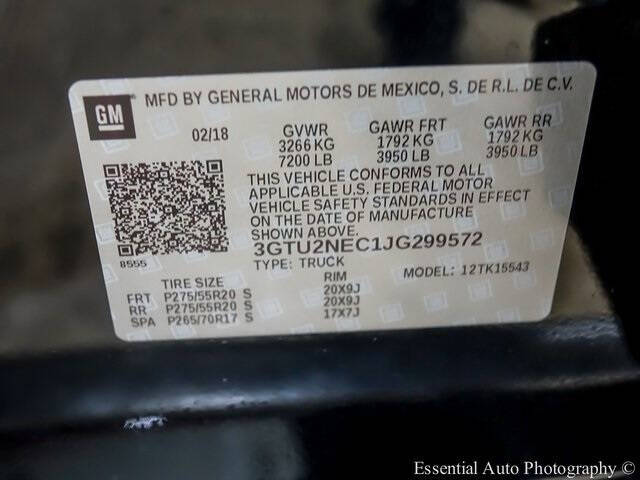 GM
MFD BY GENERAL MOTORS DE MEXICO, S. DE R.L. DE C.V.
02/18 GVWR GAWR FRT GAWR RR
3266 KG 1792 KG 1792 KG
7200 LB 3950 LB 3950 LB
THIS VEHICLE CONFORMS TO ALL
APPLICABLE U.S. FEDERAL MOTOR
VEHICLE SAFETY STANDARDS IN EFFECT
ON THE DATE OF MANUFACTURE
SHOWN ABOVE.
3GTU2NEC1JG299572
8555
TYPE: TRUCK MODEL: 12TK15543
TIRE SIZE RIM
FRT P275/55R20 S 20X9J
RR P275/55R20 S 20X9J
SPA P265/70R17 S 17X7J
Essential Auto Photography (c)